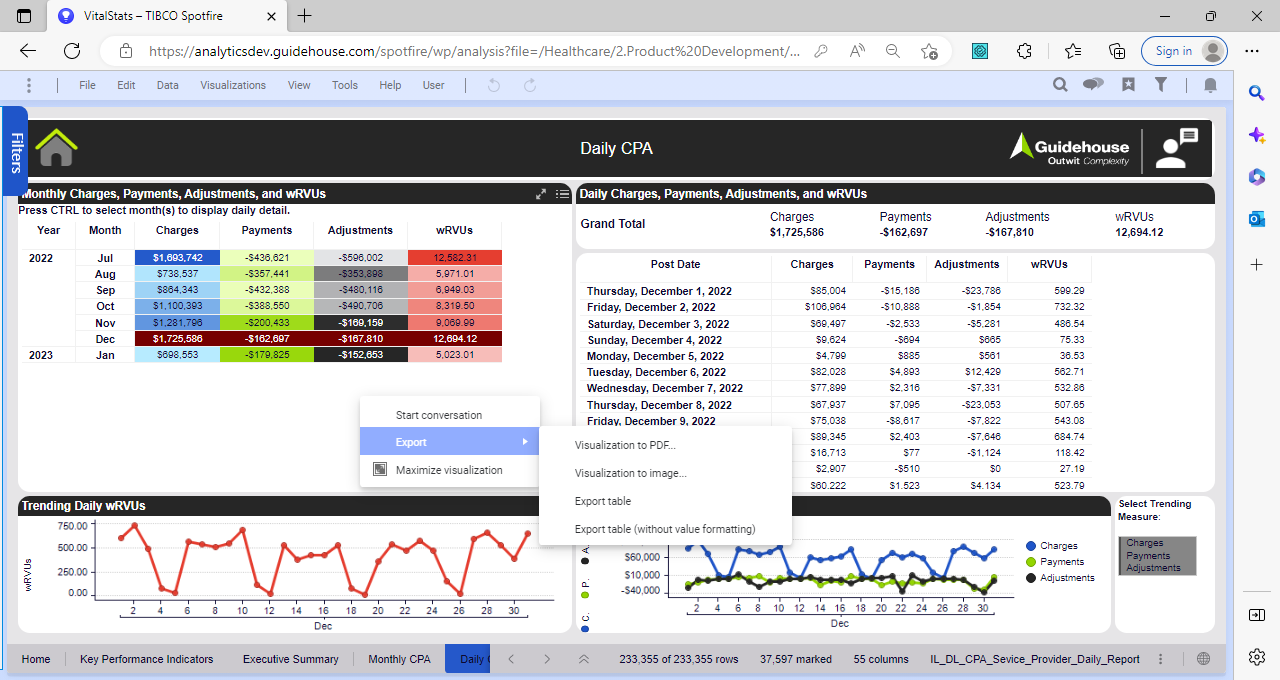 VitalStats – TIBCO Spotfire
https://analyticsdev.guidehouse.com/spotfire/wp/analysis?file=/Healthcare/2.Product%20Development/...
Sign in
File Edit Data Visualizations View Tools Help User
Filters
Daily CPA
Guidehouse
Outwit Complexity
Monthly Charges, Payments, Adjustments, and wRVUs
Press CTRL to select month(s) to display daily detail.
Year Month Charges Payments Adjustments wRVUs
2022 Jul $1,693,742 -$436,621 -$596,002 12,582.31
Aug $738,537 -$357,441 -$353,898 5,971.01
Sep $864,343 -$432,388 -$480,116 6,949.03
Oct $1,100,393 -$388,550 -$490,706 8,319.50
Nov $1,281,796 -$200,433 -$169,159 9,069.99
Dec $1,725,586 -$162,697 -$167,810 12,694.12
2023 Jan $698,553 -$179,825 -$152,653 5,023.01
Daily Charges, Payments, Adjustments, and wRVUs
Grand Total
Charges Payments Adjustments wRVUs
$1,725,586 -$162,697 -$167,810 12,694.12
Post Date Charges Payments Adjustments wRVUs
Thursday, December 1, 2022 $85,004 -$15,186 -$23,786 599.29
Friday, December 2, 2022 $106,964 -$10,888 -$1,854 732.32
Saturday, December 3, 2022 $69,497 -$2,533 -$5,281 486.54
Sunday, December 4, 2022 $9,624 -$694 $665 75.33
Monday, December 5, 2022 $4,799 $885 $561 36.53
Tuesday, December 6, 2022 $82,028 $4,893 $12,429 562.71
Wednesday, December 7, 2022 $77,899 $2,316 -$7,331 532.86
Thursday, December 8, 2022 $67,937 $7,095 -$23,053 507.65
Friday, December 9, 2022 $75,038 -$8,617 -$7,822 543.08
$89,345 $2,403 -$7,646 684.74
$16,713 $77 -$1,124 118.42
$2,907 -$510 $0 27.19
$60.222 $1.523 $4.134 523.79
Start conversation
Export
Maximize visualization
Visualization to PDF...
Visualization to image...
Export table
Export table (without value formatting)
Trending Daily wRVUs
wRVUs
750.00
500.00
250.00
0.00
2 4 6 8 10 12 14 16 18 20 22 24 26 28 30
Dec
A.
P.
C.
$60,000
$10,000
-$40,000
2 4 6 8 10 12 14 16 18 20 22 24 26 28 30
Dec
Charges
Payments
Adjustments
Select Trending
Measure:
Charges
Payments
Adjustments
Home Key Performance Indicators Executive Summary Monthly CPA Daily 233,355 of 233,355 rows 37,597 marked 55 columns IL_DL_CPA_Sevice_Provider_Daily_Report